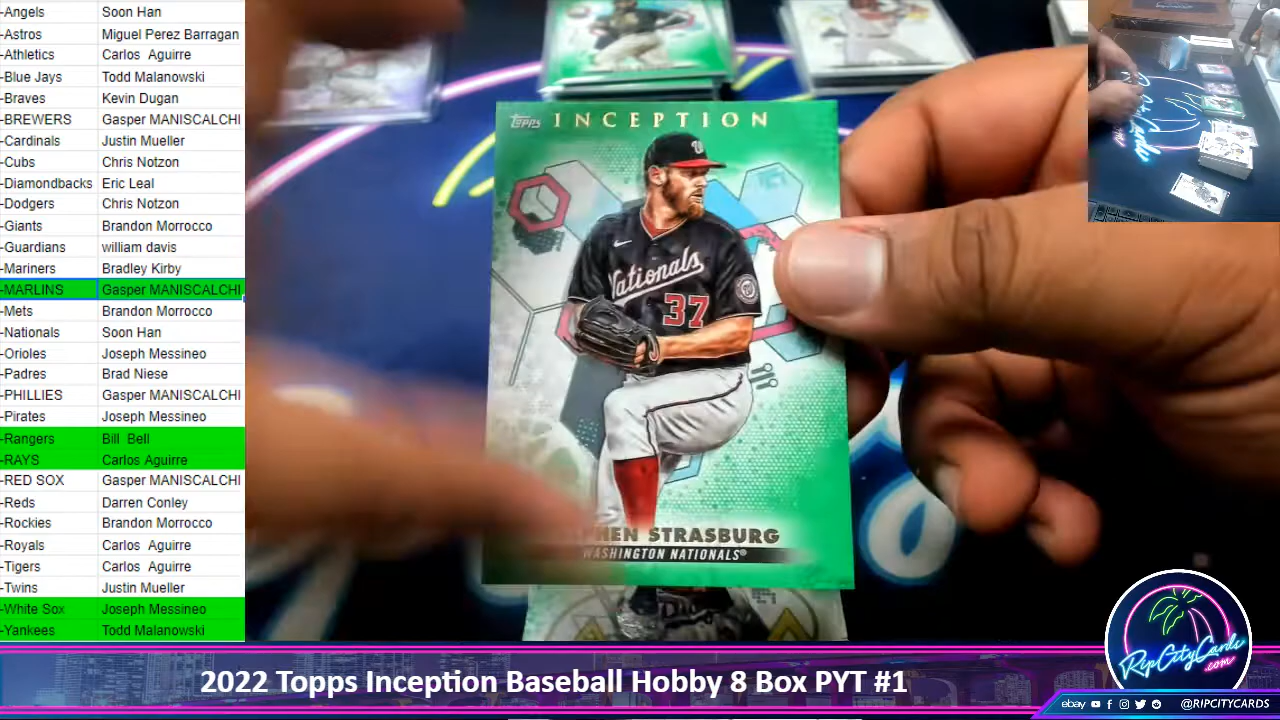 -Angels Soon Han
-Astros Miguel Perez Barragan
-Athletics Carlos Aguirre
-Blue Jays Todd Malanowski
-Braves Kevin Dugan
-BREWERS Gasper MANISCALCHI
-Cardinals Justin Mueller
-Cubs Chris Notzon
-Diamondbacks Eric Leal
-Dodgers Chris Notzon
-Giants Brandon Morrocco
-Guardians william davis
-Mariners Bradley Kirby
-MARLINS Gasper MANISCALCHI
-Mets Brandon Morrocco
-Nationals Soon Han
-Orioles Joseph Messineo
-Padres Brad Niese
-PHILLIES Gasper MANISCALCHI
-Pirates Joseph Messineo
-Rangers Bill Bell
-RAYS Carlos Aguirre
-RED SOX Gasper MANISCALCHI
-Reds Darren Conley
-Rockies Brandon Morrocco
-Royals Carlos Aguirre
-Tigers Carlos Aguirre
-Twins Justin Mueller
-White Sox Joseph Messineo
-Yankees Todd Malanowski
Topps INCEPTION
W
Nationals
37
W
STRASBURG
WASHINGTON NATIONALS®
RipCityCards
.com
2022 Topps Inception Baseball Hobby 8 Box PYT #1
ebay @RIPCITYCARDS